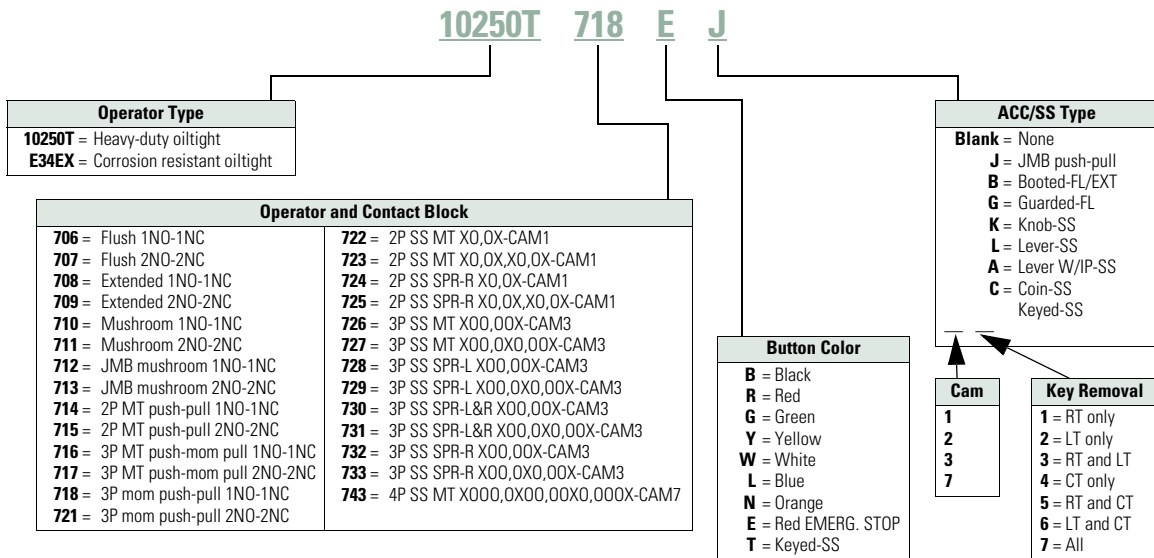 10250T 718 E J
Operator Type
10250T = Heavy-duty oiltight
E34EX = Corrosion resistant oiltight
Operator and Contact Block
706 = Flush 1NO-1NC
707 = Flush 2NO-2NC
708 = Extended 1NO-1NC
709 = Extended 2NO-2NC
710 = Mushroom 1NO-1NC
711 = Mushroom 2NO-2NC
712 = JMB mushroom 1NO-1NC
713 = JMB mushroom 2NO-2NC
714 = 2P MT push-pull 1NO-1NC
715 = 2P MT push-pull 2NO-2NC
716 = 3P MT push-mom pull 1NO-1NC
717 = 3P MT push-mom pull 2NO-2NC
718 = 3P mom push-pull 1NO-1NC
721 = 3P mom push-pull 2NO-2NC
722 = 2P SS MT XO,OX-CAM1
723 = 2P SS MT XO,OX,XO,OX-CAM1
724 = 2P SS SPR-R XO,OX-CAM1
725 = 2P SS SPR-R XO,OX,XO,OX-CAM1
726 = 3P SS MT XOO,OOX-CAM3
727 = 3P SS MT XOO,OXO,OOX-CAM3
728 = 3P SS SPR-L XOO,OOX-CAM3
729 = 3P SS SPR-L XOO,OXO,OOX-CAM3
730 = 3P SS SPR-L&R XOO,OOX-CAM3
731 = 3P SS SPR-L&R XOO,OXO,OOX-CAM3
732 = 3P SS SPR-R XOO,OOX-CAM3
733 = 3P SS SPR-R XOO,OXO,OOX-CAM3
743 = 4P SS MT XOOO,OXOO,OOXO,OOOX-CAM7
Button Color
B = Black
R = Red
G = Green
Y = Yellow
W = White
L = Blue
N = Orange
E = Red EMERG. STOP
T = Keyed-SS
ACC/SS Type
Blank = None
J = JMB push-pull
B = Booted-FL/EXT
G = Guarded-FL
K = Knob-SS
L = Lever-SS
A = Lever W/IP-SS
C = Coin-SS
Keyed-SS
Cam
1
2
3
7
Key Removal
1 = RT only
2 = LT only
3 = RT and LT
4 = CT only
5 = RT and CT
6 = LT and CT
7 = All